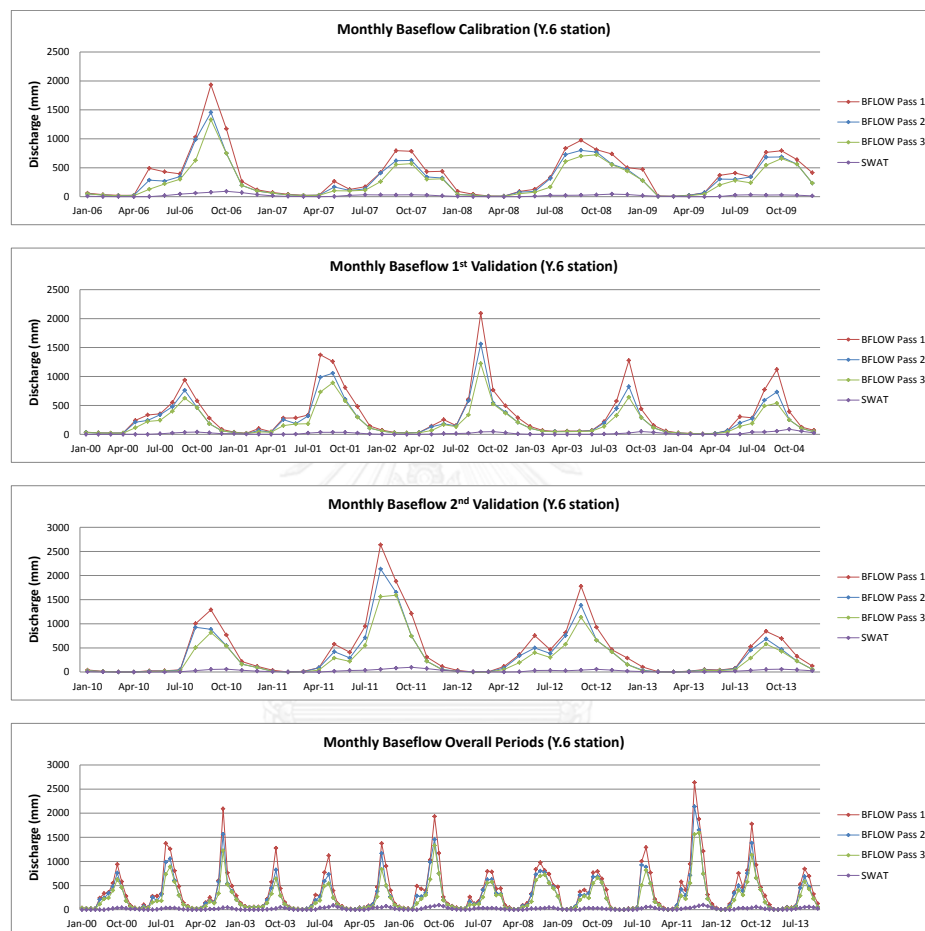 Monthly Baseflow Calibration (Y.6 station)
Discharge (mm)
2500
2000
1500
1000
500
0
Jan-06 Apr-06 Jul-06 Oct-06 Jan-07 Apr-07 Jul-07 Oct-07 Jan-08 Apr-08 Jul-08 Oct-08 Jan-09 Apr-09 Jul-09 Oct-09
BFLOW Pass 1
BFLOW Pass 2
BFLOW Pass 3
SWAT
Monthly Baseflow 1st Validation (Y.6 station)
Discharge (mm)
2500
2000
1500
1000
500
0
Jan-00 Apr-00 Jul-00 Oct-00 Jan-01 Apr-01 Jul-01 Oct-01 Jan-02 Apr-02 Jul-02 Oct-02 Jan-03 Apr-03 Jul-03 Oct-03 Jan-04 Apr-04 Jul-04 Oct-04
BFLOW Pass 1
BFLOW Pass 2
BFLOW Pass 3
SWAT
Monthly Baseflow 2nd Validation (Y.6 station)
Discharge (mm)
3000
2500
2000
1500
1000
500
0
Jan-10 Apr-10 Jul-10 Oct-10 Jan-11 Apr-11 Jul-11 Oct-11 Jan-12 Apr-12 Jul-12 Oct-12 Jan-13 Apr-13 Jul-13 Oct-13
BFLOW Pass 1
BFLOW Pass 2
BFLOW Pass 3
SWAT
Monthly Baseflow Overall Periods (Y.6 station)
Discharge (mm)
3000
2500
2000
1500
1000
500
0
Jan-00 Oct-00 Jul-01 Apr-02 Jan-03 Oct-03 Jul-04 Apr-05 Jan-06 Oct-06 Jul-07 Apr-08 Jan-09 Oct-09 Jul-10 Apr-11 Jan-12 Oct-12 Jul-13
BFLOW Pass 1
BFLOW Pass 2
BFLOW Pass 3
SWAT